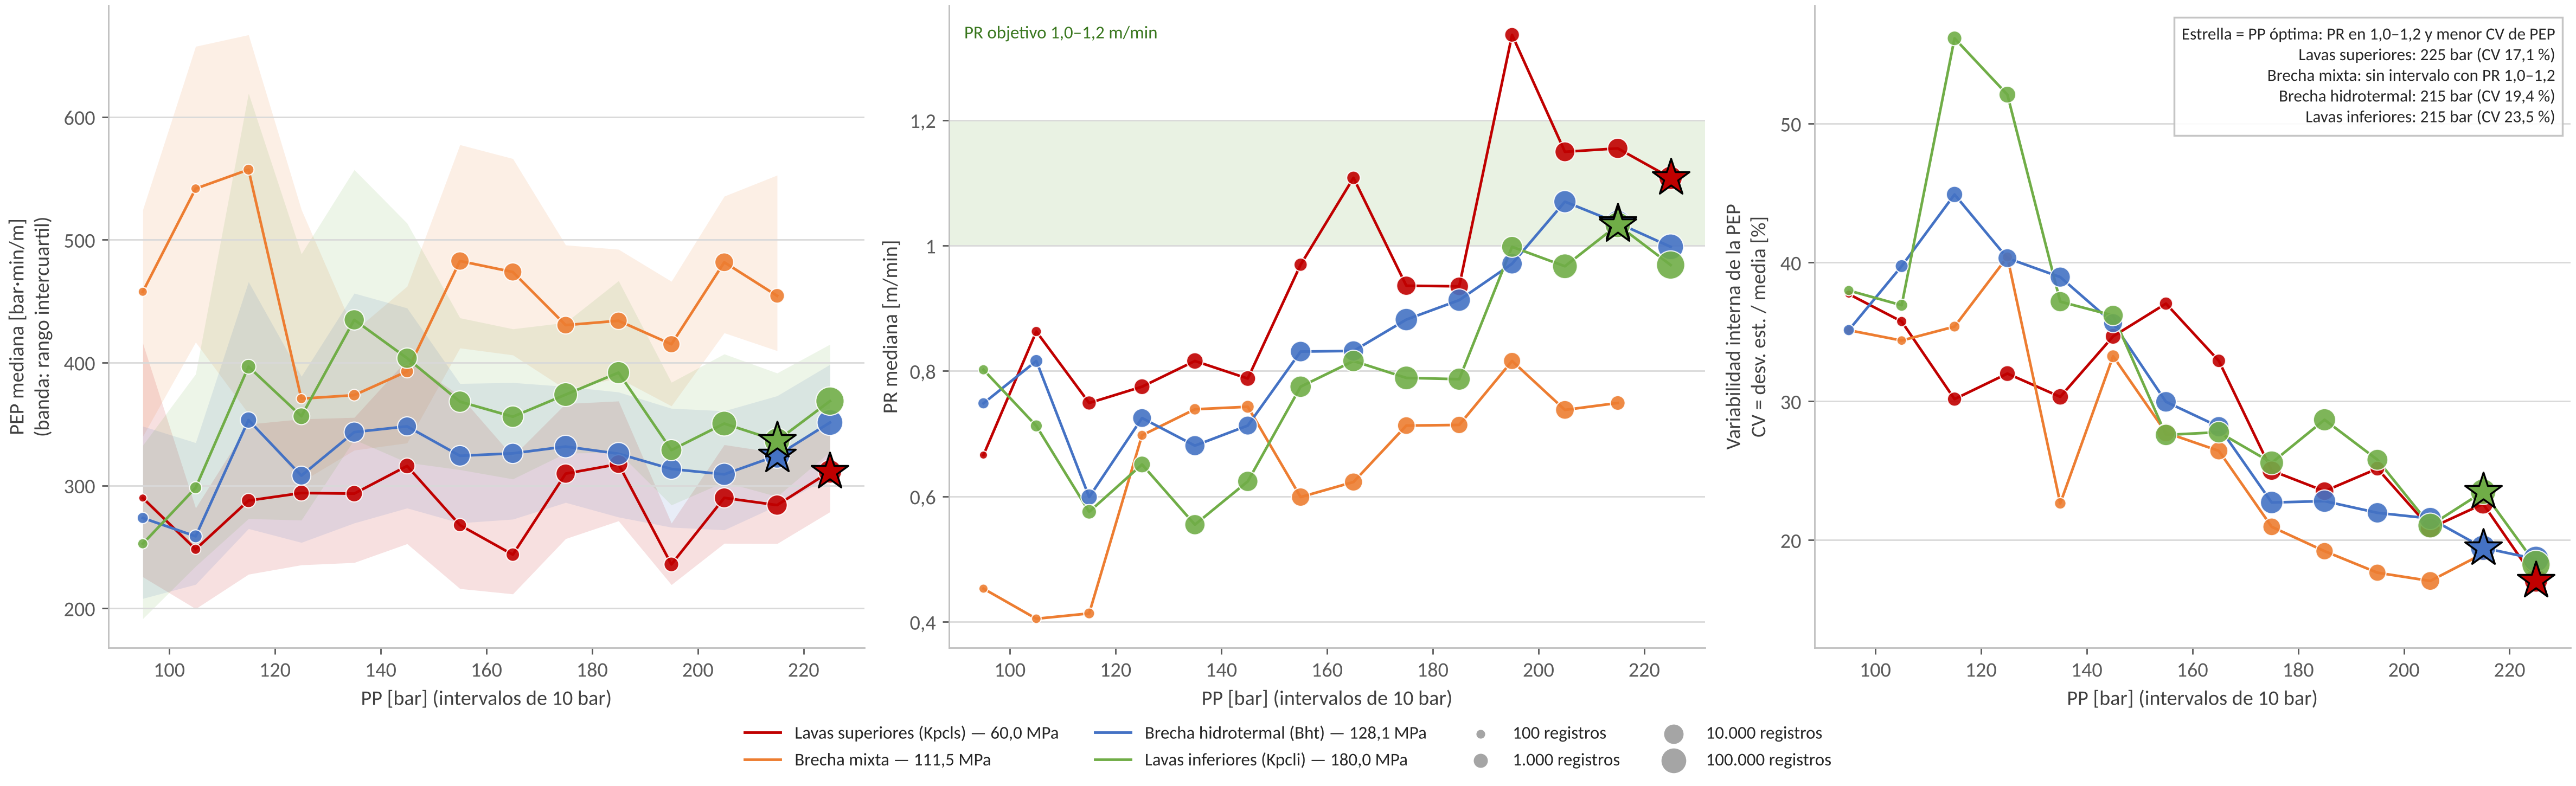 PEP mediana [bar·min/m]
(banda: rango intercuartil)
600
500
400
300
200
100
120
140
160
180
200
220
PP [bar] (intervalos de 10 bar)
PR objetivo 1,0–1,2 m/min
PR mediana [m/min]
1,2
1
0,8
0,6
0,4
100
120
140
160
180
200
220
PP [bar] (intervalos de 10 bar)
Variabilidad interna de la PEP
CV = desv. est. / media [%]
Estrella = PP óptima: PR en 1,0–1,2 y menor CV de PEP
Lavas superiores: 225 bar (CV 17,1 %)
Brecha mixta: sin intervalo con PR 1,0–1,2
Brecha hidrotermal: 215 bar (CV 19,4 %)
Lavas inferiores: 215 bar (CV 23,5 %)
50
40
30
20
100
120
140
160
180
200
220
PP [bar] (intervalos de 10 bar)
Lavas superiores (Kpcls) — 60,0 MPa
Brecha mixta — 111,5 MPa
Brecha hidrotermal (Bht) — 128,1 MPa
Lavas inferiores (Kpcli) — 180,0 MPa
100 registros
1.000 registros
10.000 registros
100.000 registros